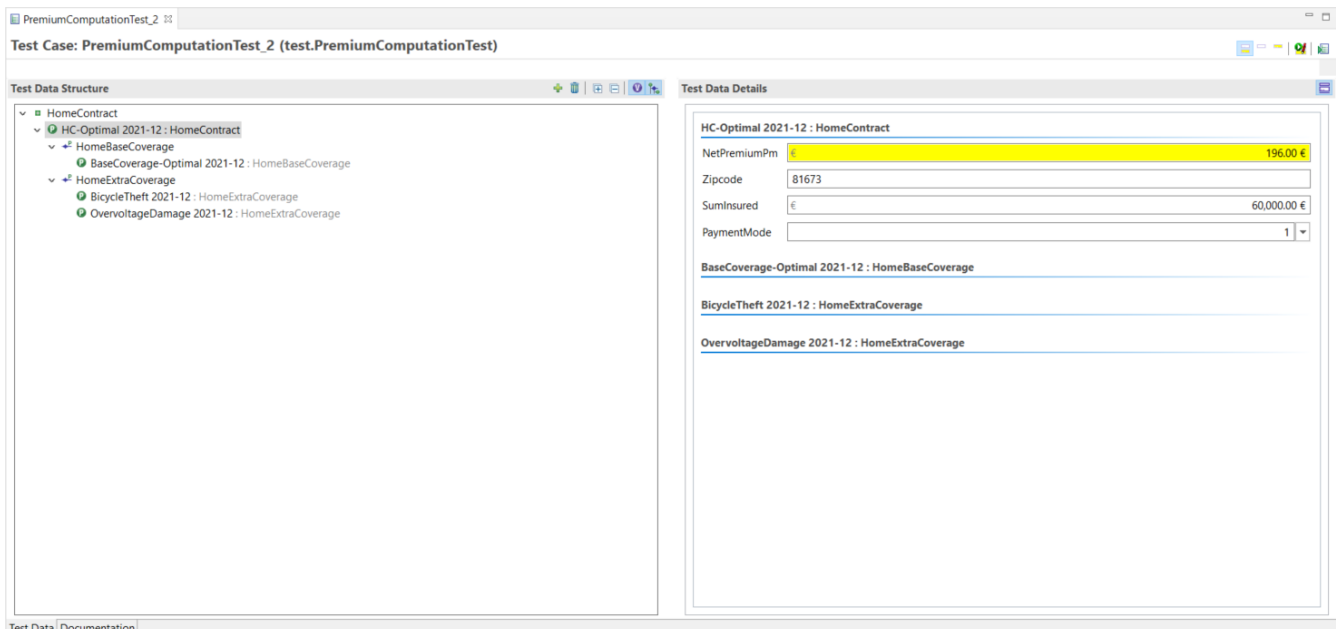 PremiumComputationTest_2
Test Case: PremiumComputationTest_2 (test.PremiumComputationTest)
Test Data Structure
HomeContract
HC-Optimal 2021-12 : HomeContract
HomeBaseCoverage
BaseCoverage-Optimal 2021-12 : HomeBaseCoverage
HomeExtraCoverage
BicycleTheft 2021-12 : HomeExtraCoverage
OvervoltageDamage 2021-12 : HomeExtraCoverage
Test Data Details
HC-Optimal 2021-12 : HomeContract
NetPremiumPm € 196.00 €
Zipcode 81673
SumInsured € 60,000.00 €
PaymentMode 1
BaseCoverage-Optimal 2021-12 : HomeBaseCoverage
BicycleTheft 2021-12 : HomeExtraCoverage
OvervoltageDamage 2021-12 : HomeExtraCoverage
Test Data Documentation